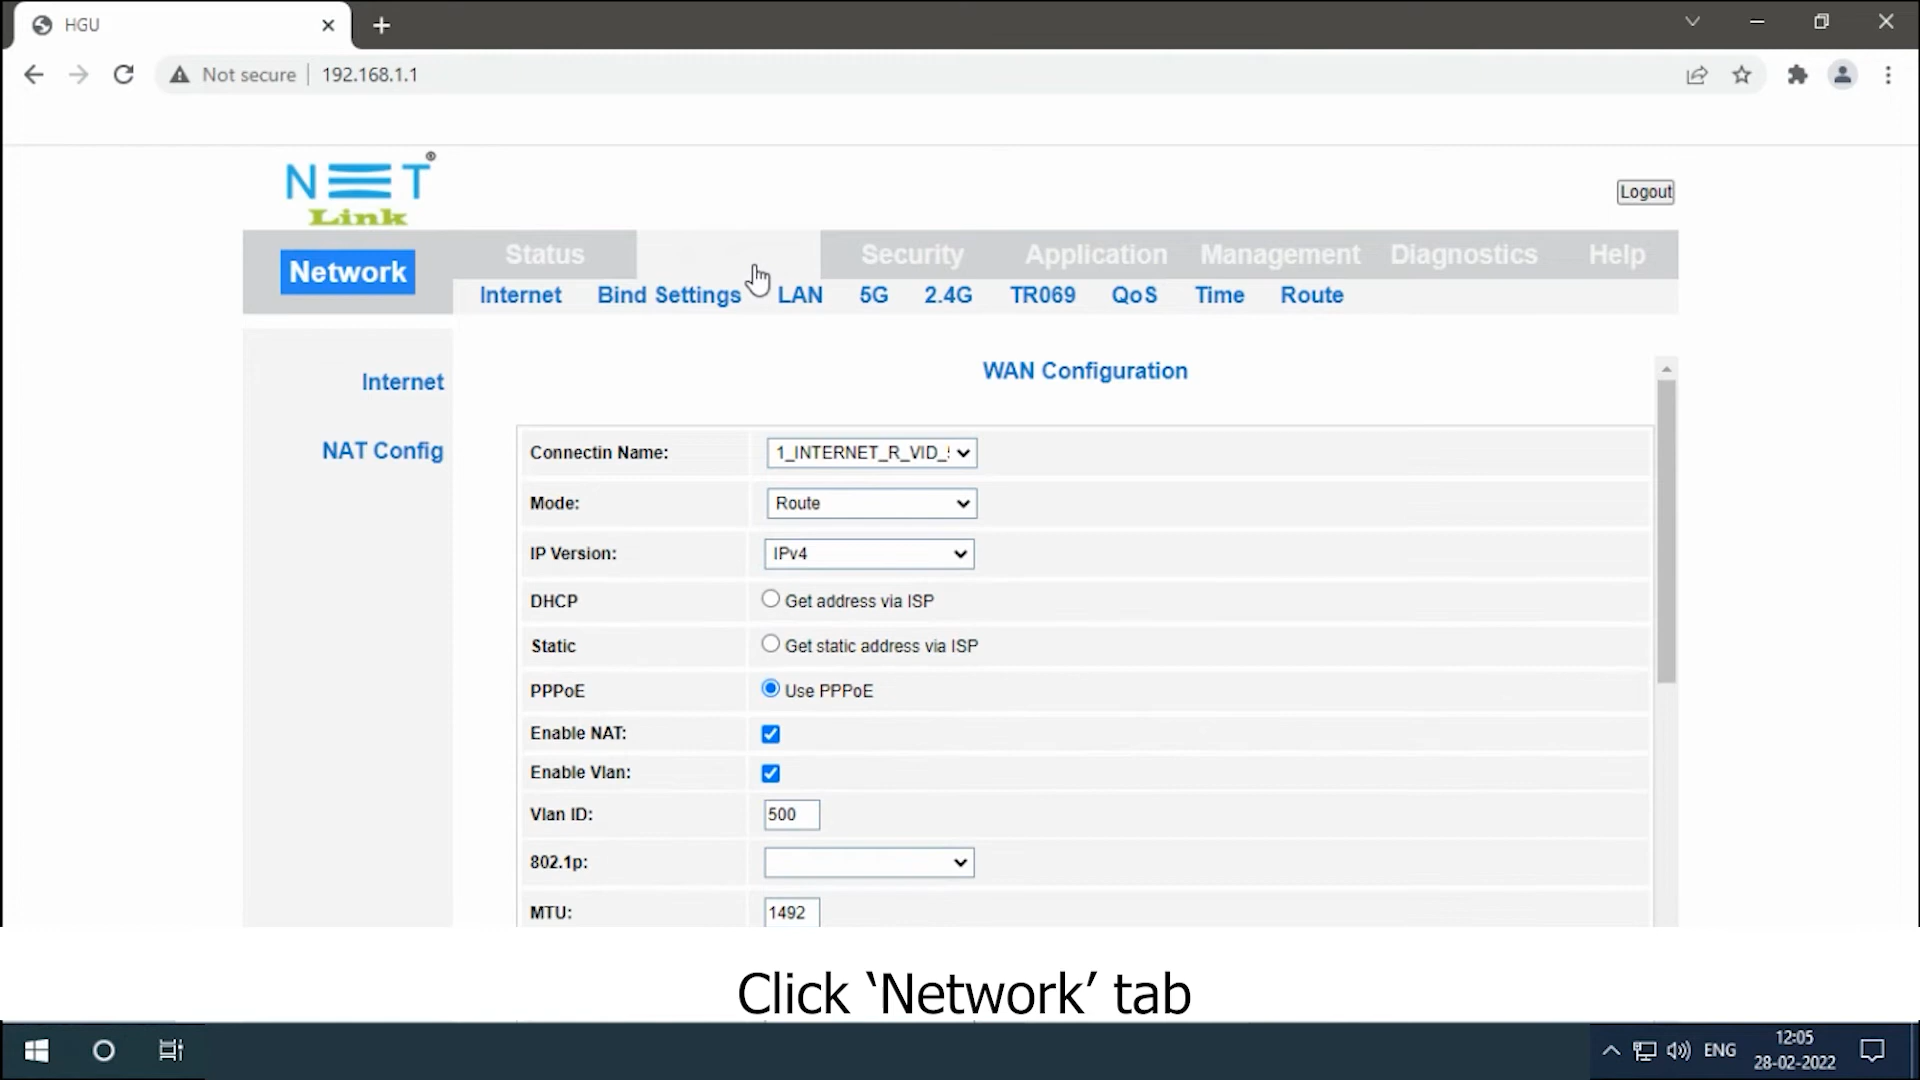 HGU
Not secure 192.168.1.1
NET ®
Link
Logout
Network
Status Security Application Management Diagnostics Help
Internet Bind Settings LAN 5G 2.4G TR069 QoS Time Route
Internet
NAT Config
WAN Configuration
Connectin Name: 1_INTERNET_R_VID_
Mode: Route
IP Version: IPv4
DHCP Get address via ISP
Static Get static address via ISP
PPPoE Use PPPoE
Enable NAT:
Enable Vlan:
Vlan ID: 500
802.1p:
MTU: 1492
Click ‘Network’ tab
ENG
12:05
28-02-2022